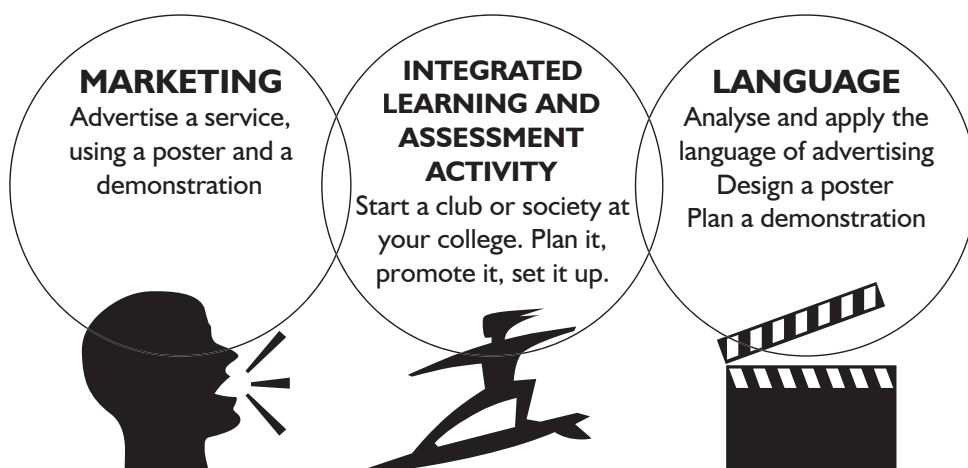 MARKETING
Advertise a service,
using a poster and a
demonstration
INTEGRATED
LEARNING AND
ASSESSMENT
ACTIVITY
Start a club or society at
your college. Plan it,
promote it, set it up.
LANGUAGE
Analyse and apply the
language of advertising
Design a poster
Plan a demonstration